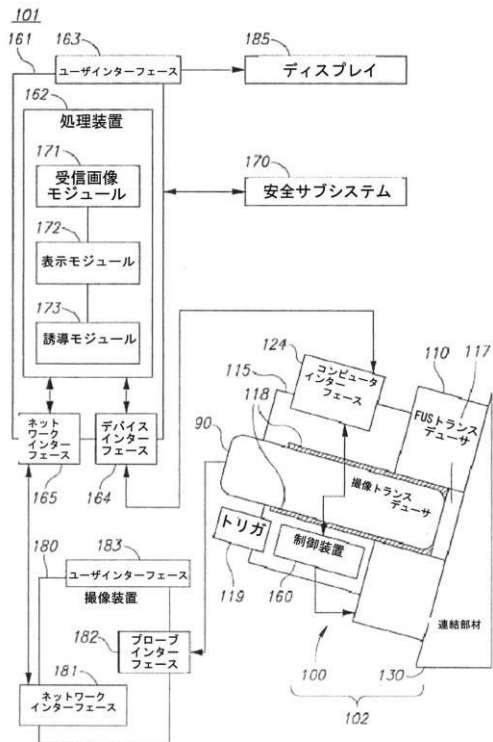 101
161
163
ユーザインターフェース
185
ディスプレイ
162
処理装置
171
受信画像
モジュール
172
表示モジュール
173
誘導モジュール
170
安全サブシステム
ネット
ワークインター
フェース
165
デバイス
インター
フェース
164
124
コンピュータ
インター
フェース
115
118
90
110
117
FUSトランス
デューサ
撮像トランス
デューサ
トリガ
119
制御装置
160
連結部材
100
130
102
180
183
ユーザインターフェース
撮像装置
182
プローブ
インター
フェース
181
ネットワーク
インターフェース